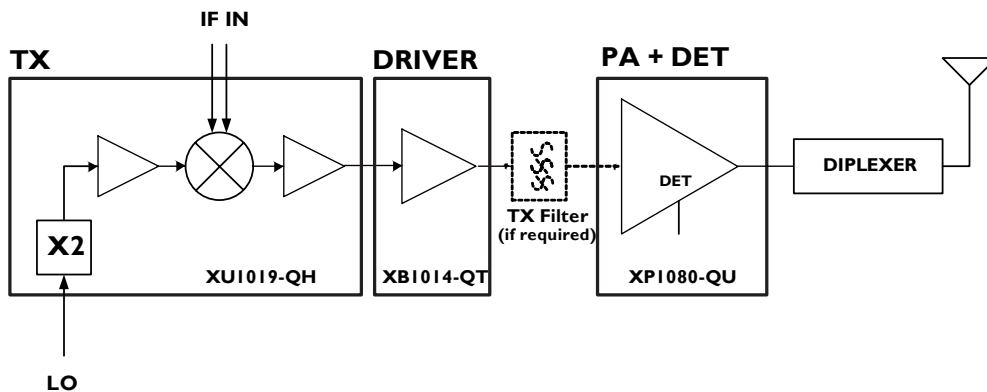 IF IN
TX
DRIVER
PA + DET
DIPLEXER
DET
X2
TX Filter
(if required)
XU1019-QH
XB1014-QT
XP1080-QU
LO